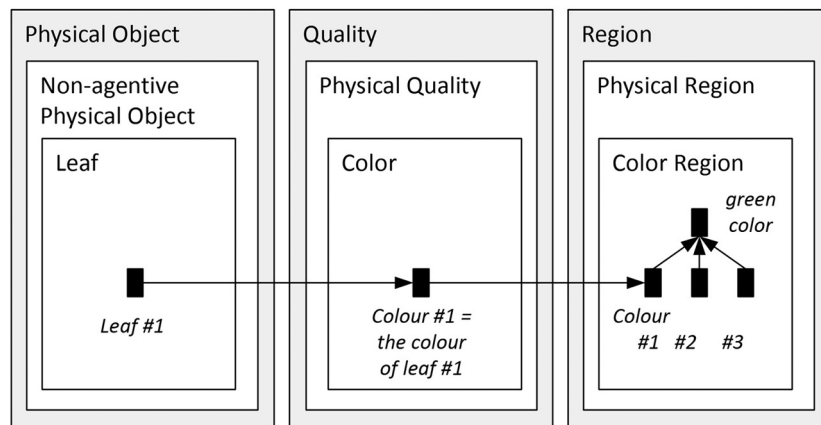 Physical Object
Non-agentive
Physical Object
Leaf
Leaf #1
Quality
Physical Quality
Color
Colour #1 =
the colour
of leaf #1
Region
Physical Region
Color Region
green
color
Colour
#1 #2 #3